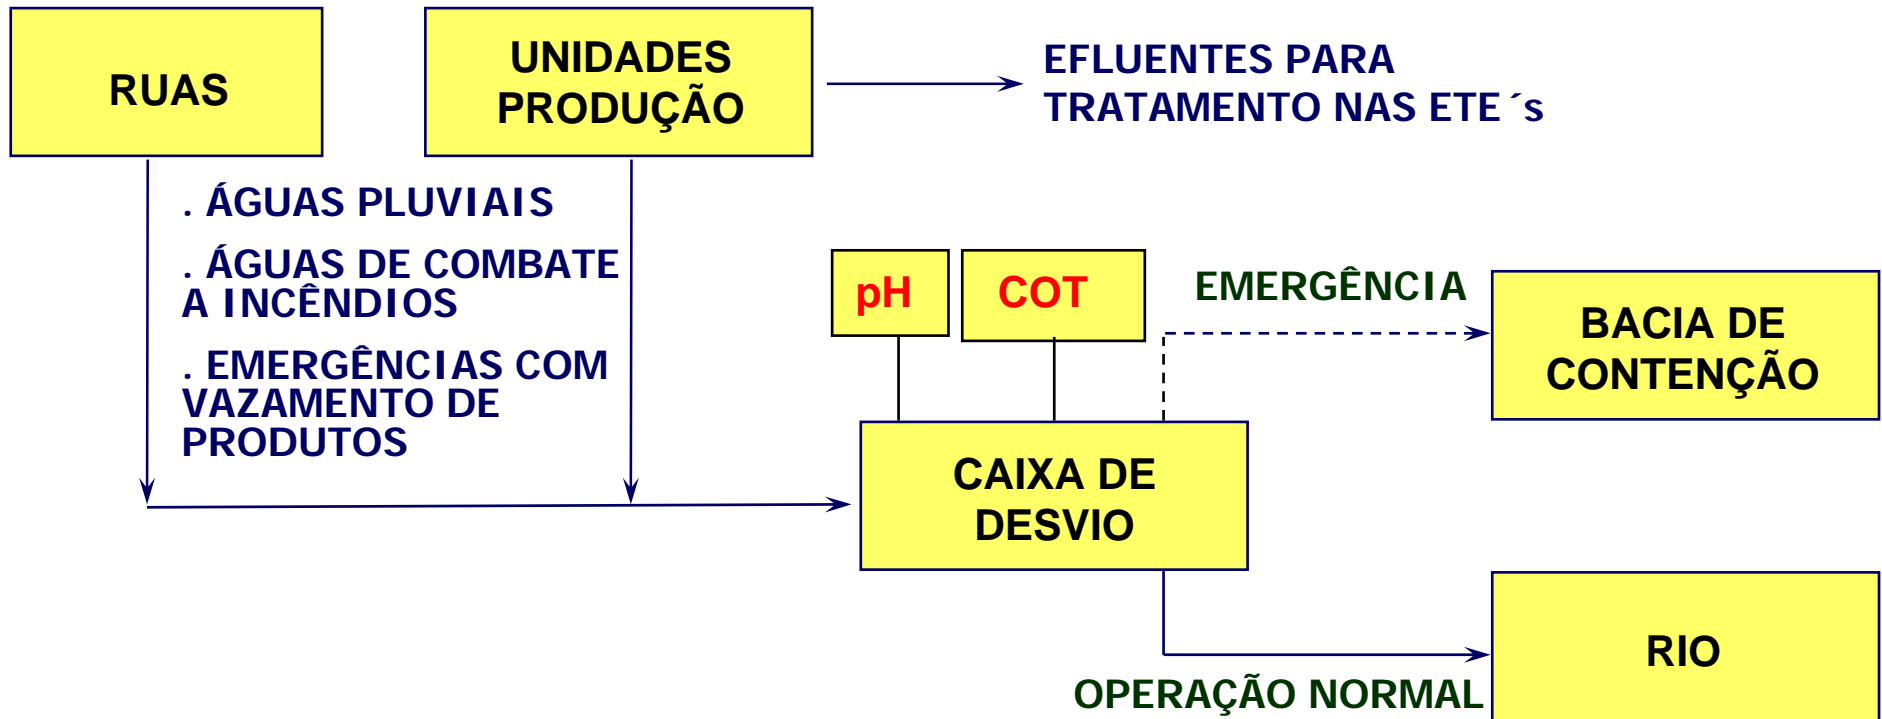 RUAS
UNIDADES
PRODUÇÃO
EFLUENTES PARA
TRATAMENTO NAS ETE´s
. ÁGUAS PLUVIAIS
. ÁGUAS DE COMBATE
A INCÊNDIOS
. EMERGÊNCIAS COM
VAZAMENTO DE
PRODUTOS
pH
COT
EMERGÊNCIA
BACIA DE
CONTENÇÃO
CAIXA DE
DESVIO
RIO
OPERAÇÃO NORMAL